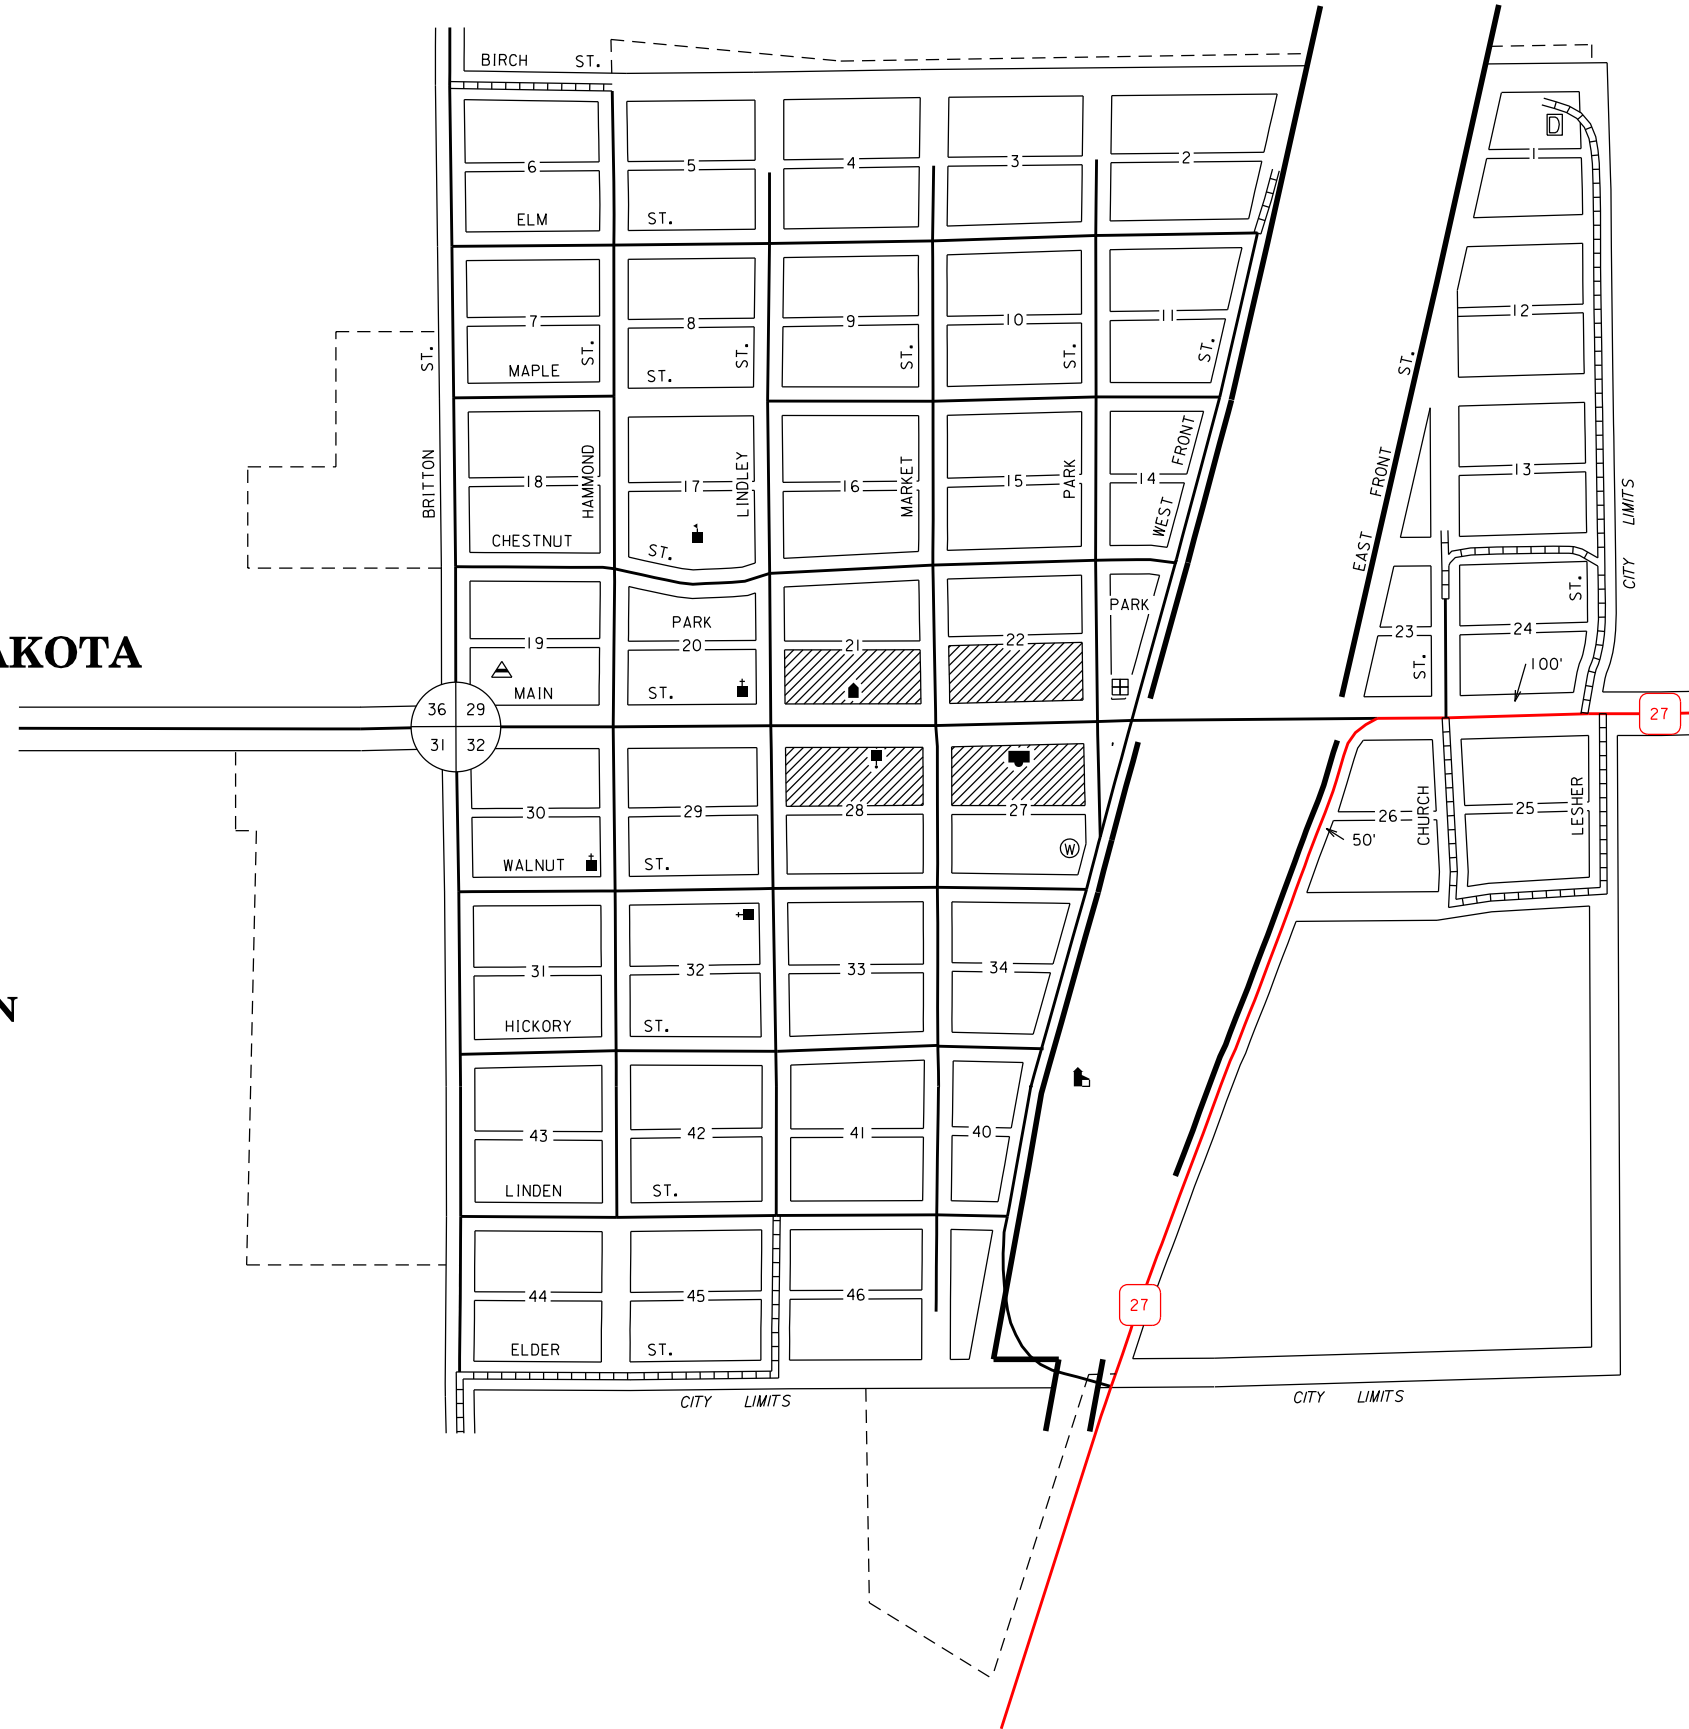 BIRCH ST.
6 5 4 3 2 1
ELM ST.
7 8 9 10 11 12
MAPLE ST.
ST. ST. ST. ST. ST. ST. ST.
BRITTON HAMMOND LINDLEY MARKET PARK WEST FRONT EAST FRONT
18 17 16 15 14 13
CHESTNUT ST.
CITY LIMITS
PARK PARK
19 20 21 22 23 24
ST. ST.
100'
AKOTA
MAIN ST.
36 29
31 32
27
30 29 28 27 26 25
50'
CHURCH LESHER
WALNUT ST.
W
31 32 33 34
N
HICKORY ST.
43 42 41 40
LINDEN ST.
44 45 46
27
ELDER ST.
CITY LIMITS
CITY LIMITS